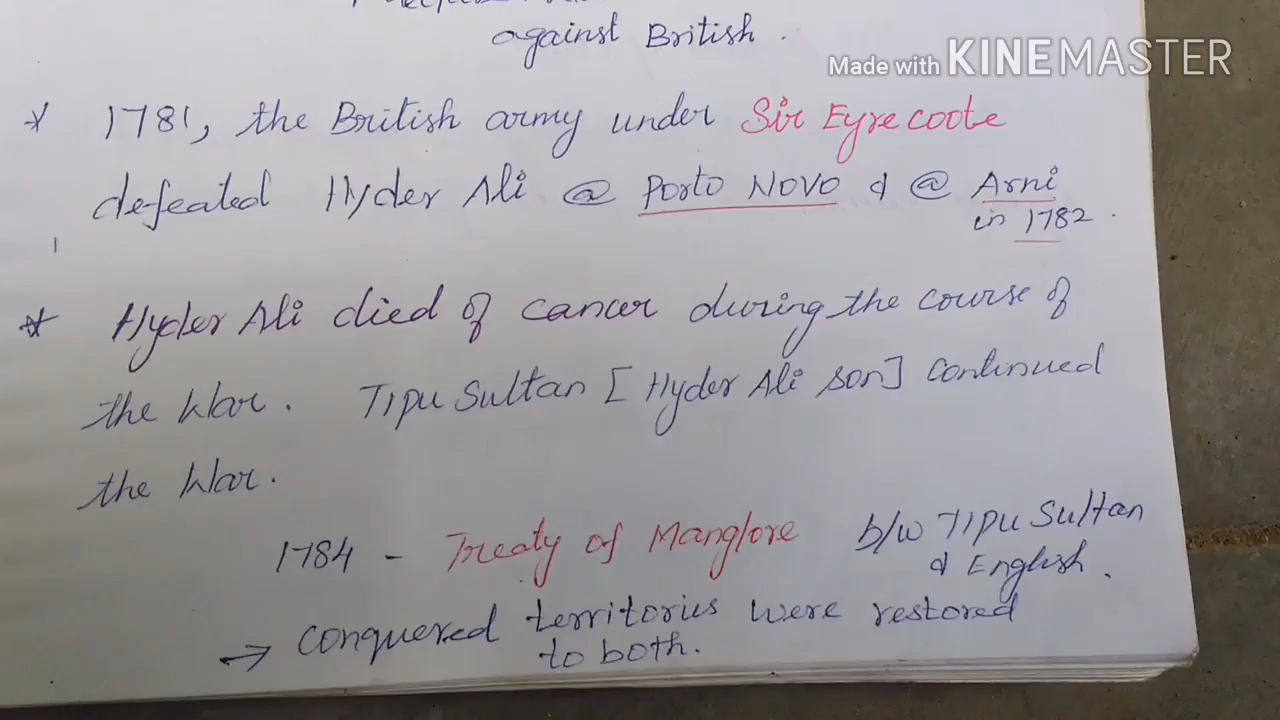 against British.
Made with KINEMASTER
* 1781, the British army under Sir Eyrecoote
defeated Hyder Ali @ Porto Novo & @ Arni
in 1782.
* Hyder Ali died of cancer during the course of
the War. Tipu Sultan [Hyder Ali son] continued
the War.
1784 - Treaty of Manglore b/w Tipu Sultan
& English.
→ Conquered territories were restored
to both.